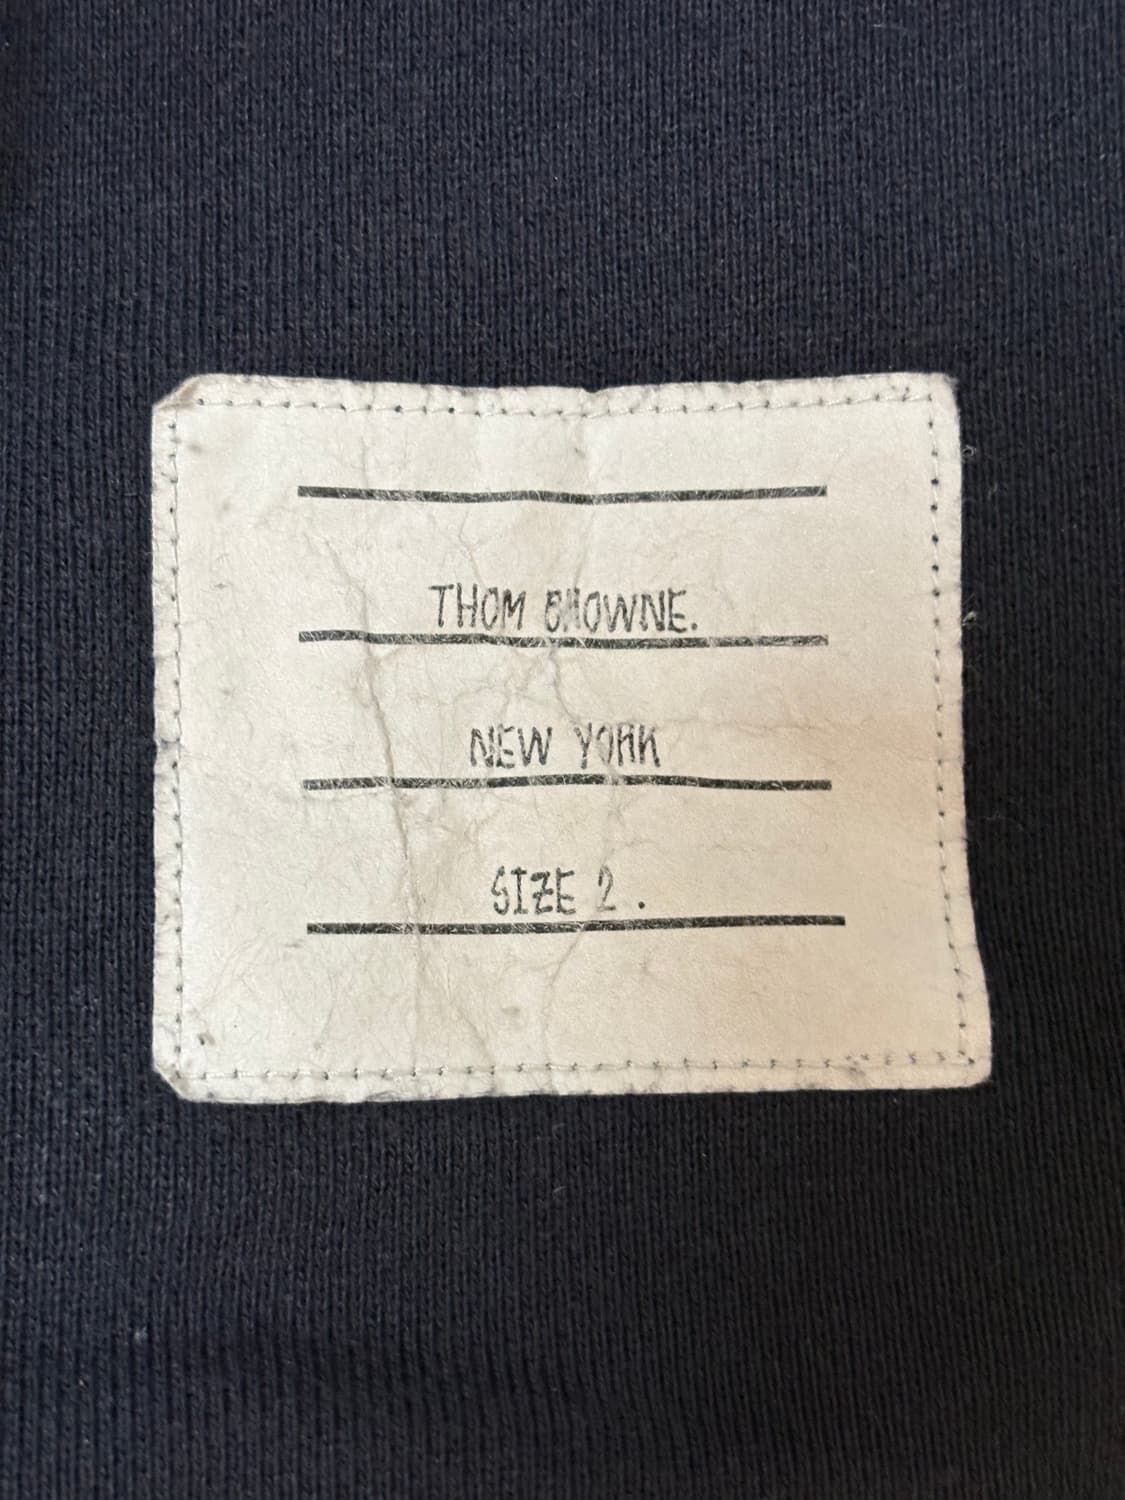 THOM BROWNE.
NEW YORK
SIZE 2 .